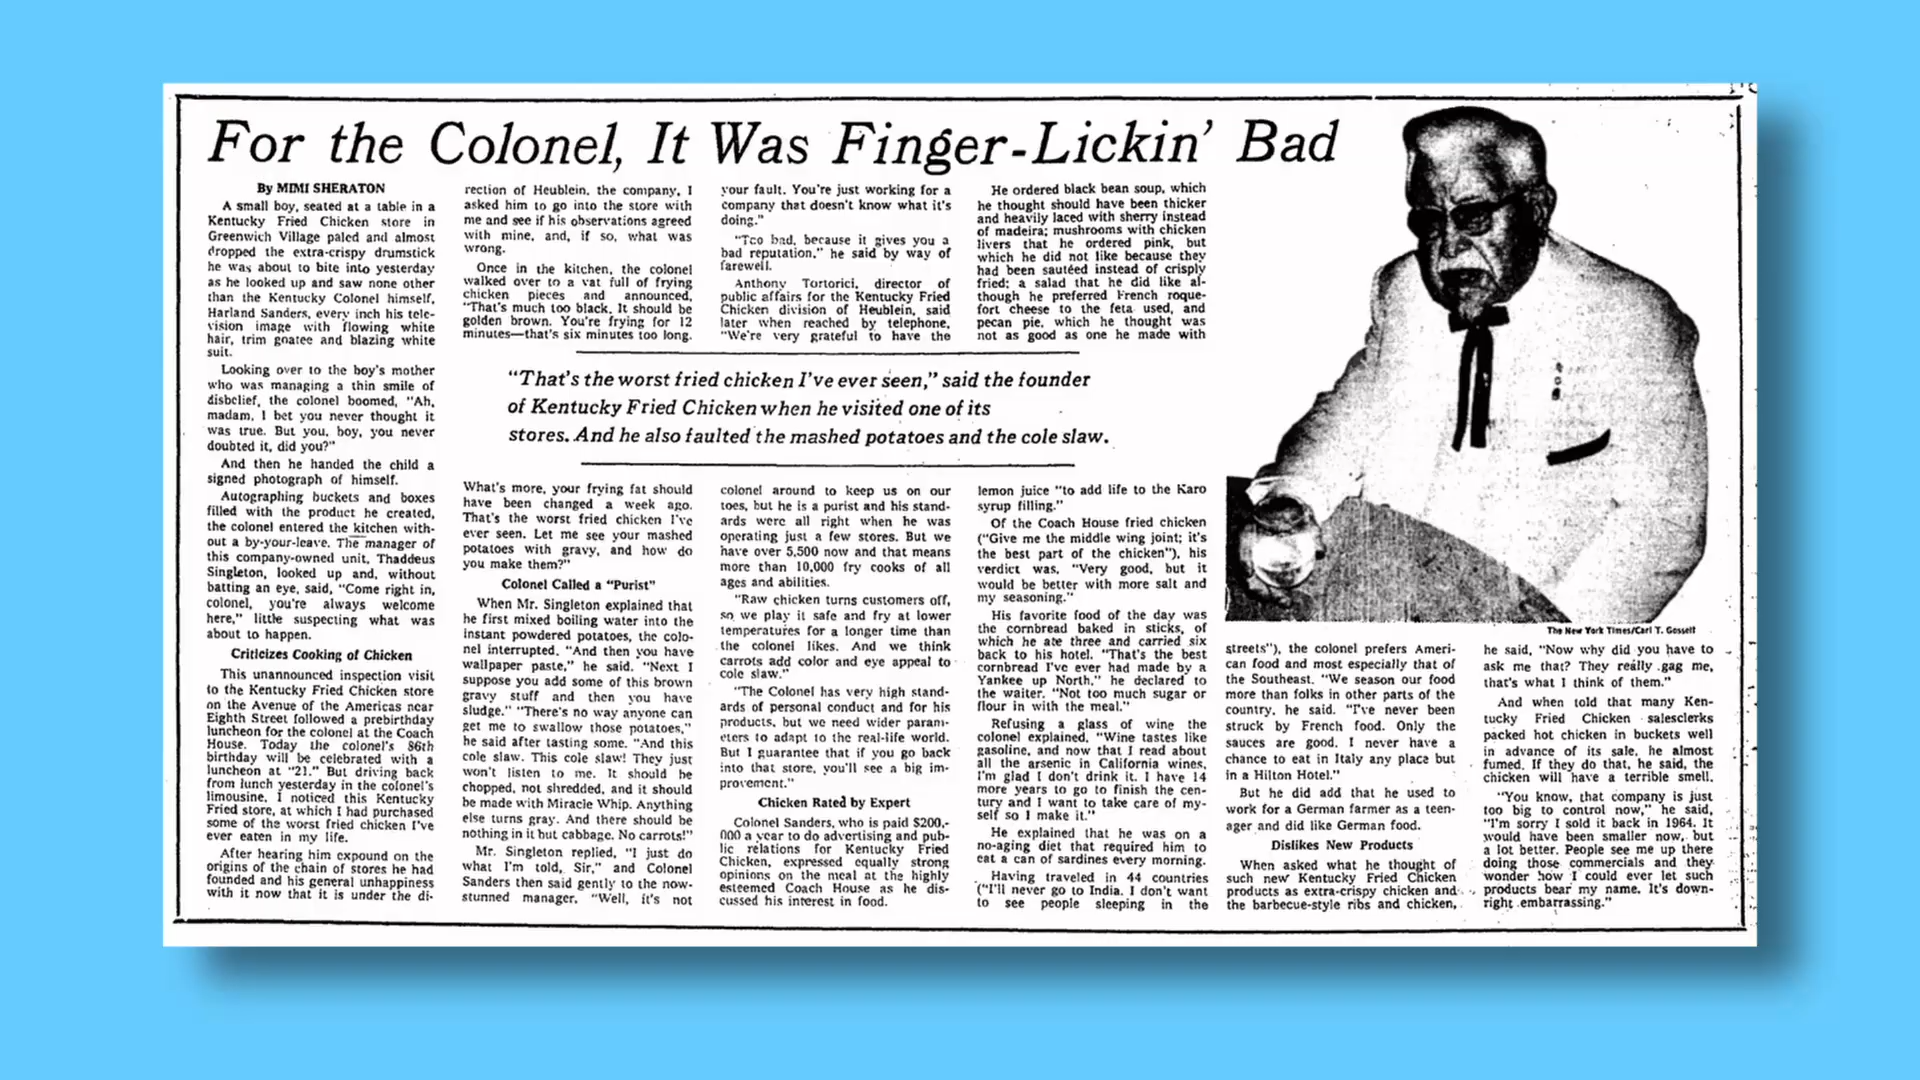 For the Colonel, It Was Finger-Lickin' Bad
By MIMI SHERATON
A small boy, seated at a table in a
Kentucky Fried Chicken store in
Greenwich Village paled and almost
dropped the extra-crispy drumstick
he was about to bite into yesterday
as he looked up and saw none other
than the Kentucky Colonel himself,
Harland Sanders, every inch his tele-
vision image with flowing white
hair, trim goatee and blazing white
suit.
Looking over to the boy's mother
who was managing a thin smile of
disbelief, the colonel boomed, "Ah,
madam, I bet you never thought it
was true. But you, boy, you never
doubted it, did you?"
And then he handed the child a
signed photograph of himself.
Autographing buckets and boxes
filled with the product he created,
the colonel entered the kitchen with-
out a by-your-leave. The manager of
this company-owned unit, Thaddeus
Singleton, looked up and, without
batting an eye, said, "Come right in,
colonel, you're always welcome
here," little suspecting what was
about to happen.
Criticizes Cooking of Chicken
This unannounced inspection visit
to the Kentucky Fried Chicken store
on the Avenue of the Americas near
Eighth Street followed a prebirthday
luncheon for the colonel at the Coach
House. Today the colonel's 86th
birthday will be celebrated with a
luncheon at "21." But driving back
from lunch yesterday in the colonel's
limousine, I noticed this Kentucky
Fried store, at which I had purchased
some of the worst fried chicken I've
ever eaten in my life.
After hearing him expound on the
origins of the chain of stores he had
founded and his general unhappiness
with it now that it is under the di-
rection of Heublein, the company, I
asked him to go into the store with
me and see if his observations agreed
with mine, and, if so, what was
wrong.
Once in the kitchen, the colonel
walked over to a vat full of frying
chicken pieces and announced,
"That's much too black. It should be
golden brown. You're frying for 12
minutes—that's six minutes too long.
"That's the worst fried chicken I've ever seen," said the founder
of Kentucky Fried Chicken when he visited one of its
stores. And he also faulted the mashed potatoes and the cole slaw.
What's more, your frying fat should
have been changed a week ago.
That's the worst fried chicken I've
ever seen. Let me see your mashed
potatoes with gravy, and how do
you make them?"
Colonel Called a "Purist"
When Mr. Singleton explained that
he first mixed boiling water into the
instant powdered potatoes, the colo-
nel interrupted. "And then you have
wallpaper paste," he said. "Next I
suppose you add some of this brown
gravy stuff and then you have
sludge." "There's no way anyone can
get me to swallow those potatoes,"
he said after tasting some. "And this
cole slaw. This cole slaw! They just
won't listen to me. It should be
chopped, not shredded, and it should
be made with Miracle Whip. Anything
else turns gray. And there should be
nothing in it but cabbage. No carrots!"
Mr. Singleton replied, "I just do
what I'm told, Sir," and Colonel
Sanders then said gently to the now-
stunned manager, "Well, it's not
your fault. You're just working for a
company that doesn't know what it's
doing."
"Too bad, because it gives you a
bad reputation," he said by way of
farewell.
Anthony Tortorici, director of
public affairs for the Kentucky Fried
Chicken division of Heublein, said
later when reached by telephone,
"We're very grateful to have the
colonel around to keep us on our
toes, but he is a purist and his stand-
ards were all right when he was
operating just a few stores. But we
have over 5,500 now and that means
more than 10,000 fry cooks of all
ages and abilities.
"Raw chicken turns customers off,
so we play it safe and fry at lower
temperatures for a longer time than
the colonel likes. And we think
carrots add color and eye appeal to
cole slaw."
"The Colonel has very high stand-
ards of personal conduct and for his
products, but we need wider param-
eters to adapt to the real-life world.
But I guarantee that if you go back
into that store, you'll see a big im-
provement."
Chicken Rated by Expert
Colonel Sanders, who is paid $200,-
000 a year to do advertising and pub-
lic relations for Kentucky Fried
Chicken, expressed equally strong
opinions on the meal at the highly
esteemed Coach House as he dis-
cussed his interest in food.
He ordered black bean soup, which
he thought should have been thicker
and heavily laced with sherry instead
of madeira; mushrooms with chicken
livers that he ordered pink, but
which he did not like because they
had been sautéed instead of crisply
fried; a salad that he did like al-
though he preferred French roque-
fort cheese to the feta used, and
pecan pie, which he thought was
not as good as one he made with
lemon juice "to add life to the Karo
syrup filling."
Of the Coach House fried chicken
("Give me the middle wing joint; it's
the best part of the chicken"), his
verdict was, "Very good, but it
would be better with more salt and
my seasoning."
His favorite food of the day was
the cornbread baked in sticks, of
which he ate three and carried six
back to his hotel. "That's the best
cornbread I've ever had made by a
Yankee up North," he declared to
the waiter. "Not too much sugar or
flour in with the meal."
Refusing a glass of wine the
colonel explained, "Wine tastes like
gasoline, and now that I read about
all the arsenic in California wines,
I'm glad I don't drink it. I have 14
more years to go to finish the cen-
tury and I want to take care of my-
self so I make it."
He explained that he was on a
no-aging diet that required him to
eat a can of sardines every morning.
Having traveled in 44 countries
("I'll never go to India. I don't want
to see people sleeping in the
The New York Times/Carl T. Gossett
streets"), the colonel prefers Ameri-
can food and most especially that of
the Southeast. "We season our food
more than folks in other parts of the
country, he said. "I've never been
struck by French food. Only the
sauces are good. I never have a
chance to eat in Italy any place but
in a Hilton Hotel."
But he did add that he used to
work for a German farmer as a teen-
ager and did like German food.
Dislikes New Products
When asked what he thought of
such new Kentucky Fried Chicken
products as extra-crispy chicken and
the barbecue-style ribs and chicken,
he said, "Now why did you have to
ask me that? They really gag me,
that's what I think of them."
And when told that many Ken-
tucky Fried Chicken salesclerks
packed hot chicken in buckets well
in advance of its sale, he almost
fumed. If they do that, he said, the
chicken will have a terrible smell.
"You know, that company is just
too big to control now," he said,
"I'm sorry I sold it back in 1964. It
would have been smaller now, but
a lot better. People see me up there
doing those commercials and they
wonder how I could ever let such
products bear my name. It's down-
right embarrassing."